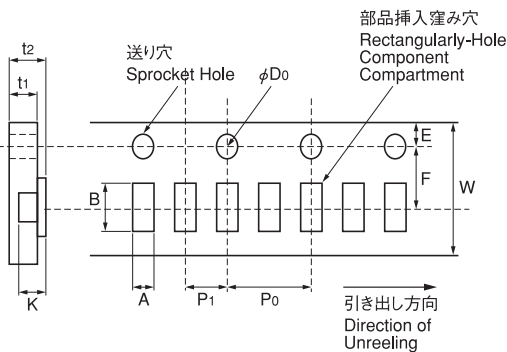 部品挿入窪み穴
Rectangularly-Hole
Component
Compartment
送り穴
Sprocket Hole
φD0
t2
t1
E
F
W
B
K
A
P1
P0
引き出し方向
Direction of
Unreeling